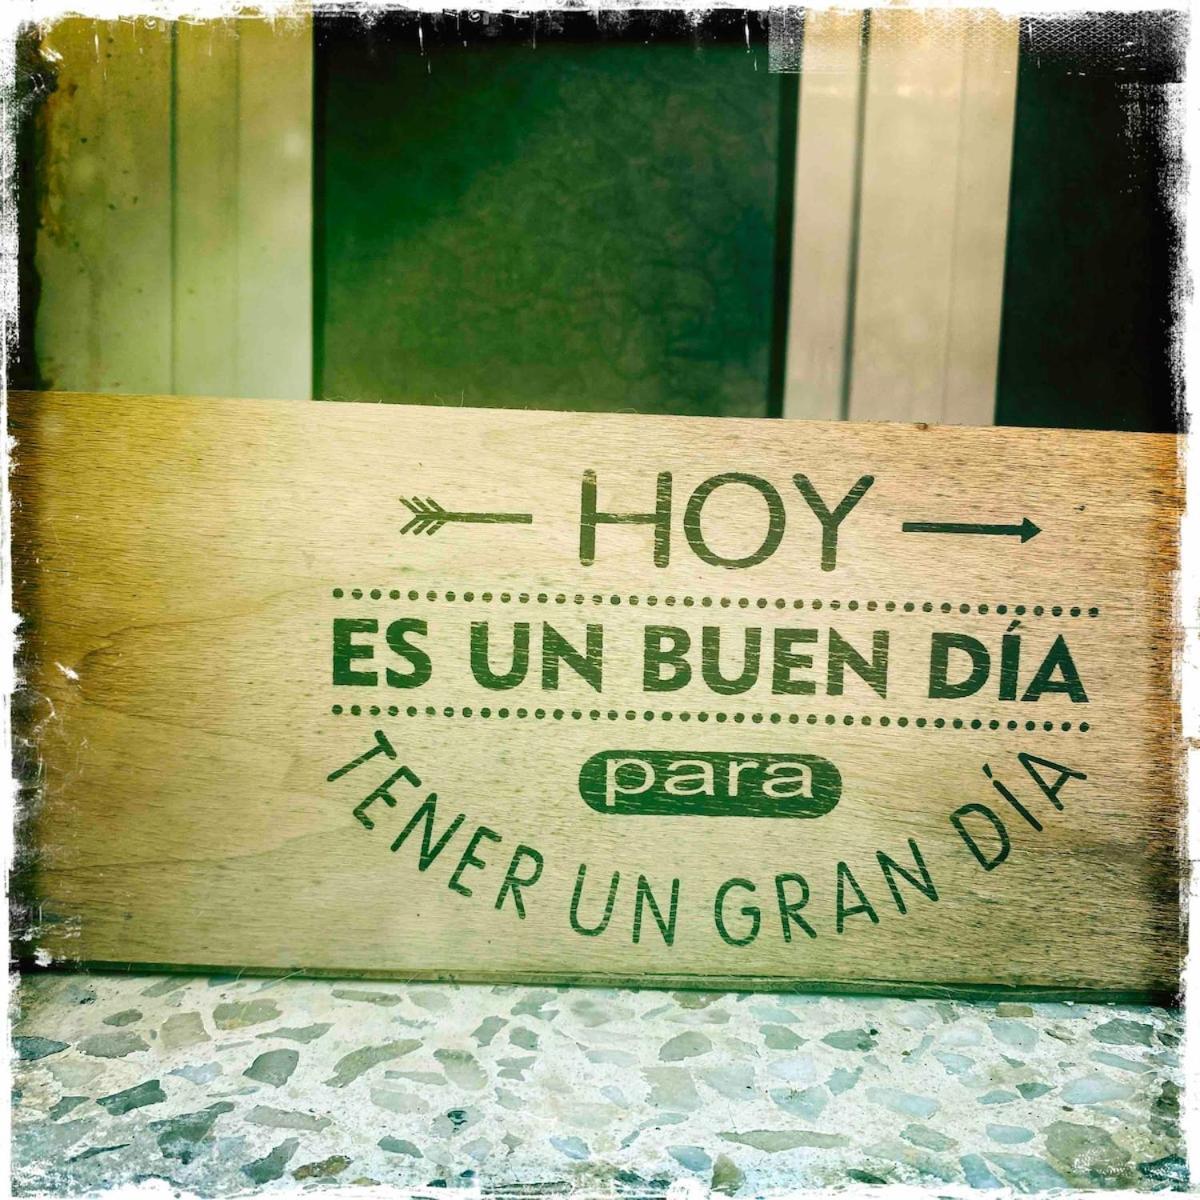 HOY
ES UN BUEN DÍA
para
TENER UN GRAN DÍA